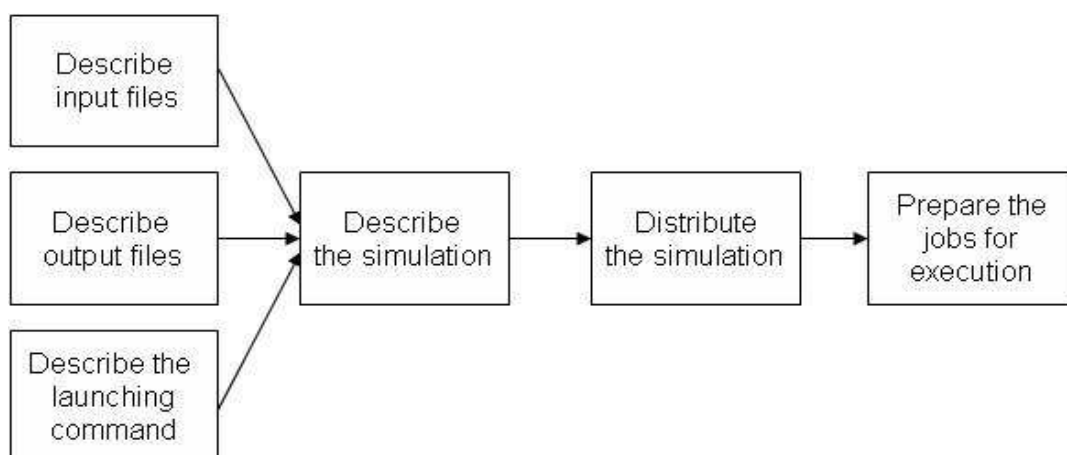 Describe
input files
Describe
output files
Describe the
launching
command
Describe
the simulation
Distribute
the simulation
Prepare the
jobs for
execution